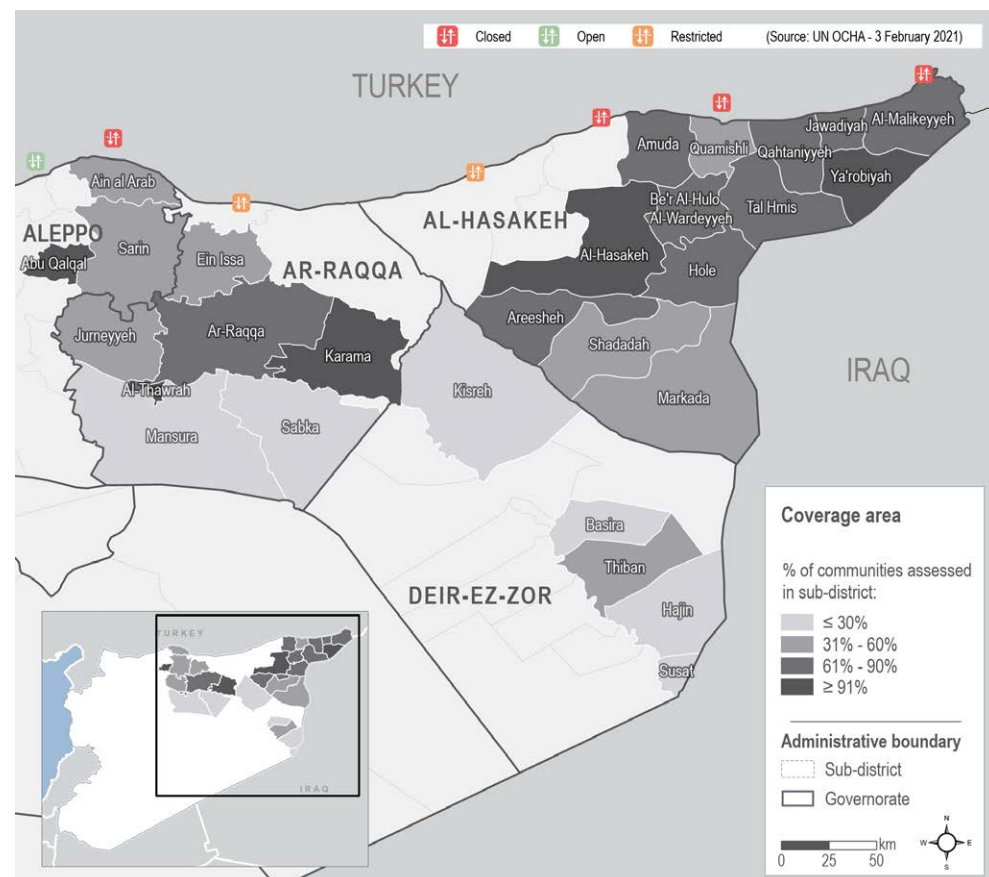 Closed
Open
Restricted
(Source: UN OCHA - 3 February 2021)
TURKEY
Al-Malikeyyeh
Jawadiyah
Amuda
Quamishli
Qahtaniyyeh
Ya'robiyah
Ain al Arab
Be'r Al-Hulo
Al-Wardeyyeh
Tal Hmis
AL-HASAKEH
ALEPPO
Sarin
Abu Qalqal
Ein Issa
Al-Hasakeh
AR-RAQQA
Hole
Areesheh
Ar-Raqqa
Jurneyyeh
Shadadah
Karama
IRAQ
Al-Thawrah
Kisreh
Markada
Sabka
Mansura
Basira
Thiban
DEIR-EZ-ZOR
Hajin
Susat
Coverage area
% of communities assessed
in sub-district:
≤ 30%
31% - 60%
61% - 90%
≥ 91%
Administrative boundary
Sub-district
Governorate
km
0 25 50
N
W E
S
TURKEY
IRAQ